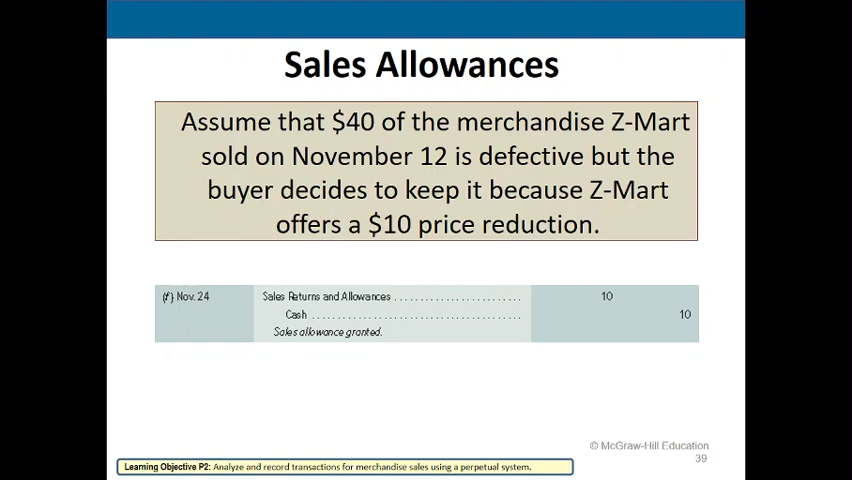 Sales Allowances
Assume that $40 of the merchandise Z-Mart
sold on November 12 is defective but the
buyer decides to keep it because Z-Mart
offers a $10 price reduction.
(f) Nov. 24 Sales Returns and Allowances ........................ 10
Cash ........................................ 10
Sales allowance granted.
© McGraw-Hill Education
39
Learning Objective P2: Analyze and record transactions for merchandise sales using a perpetual system.